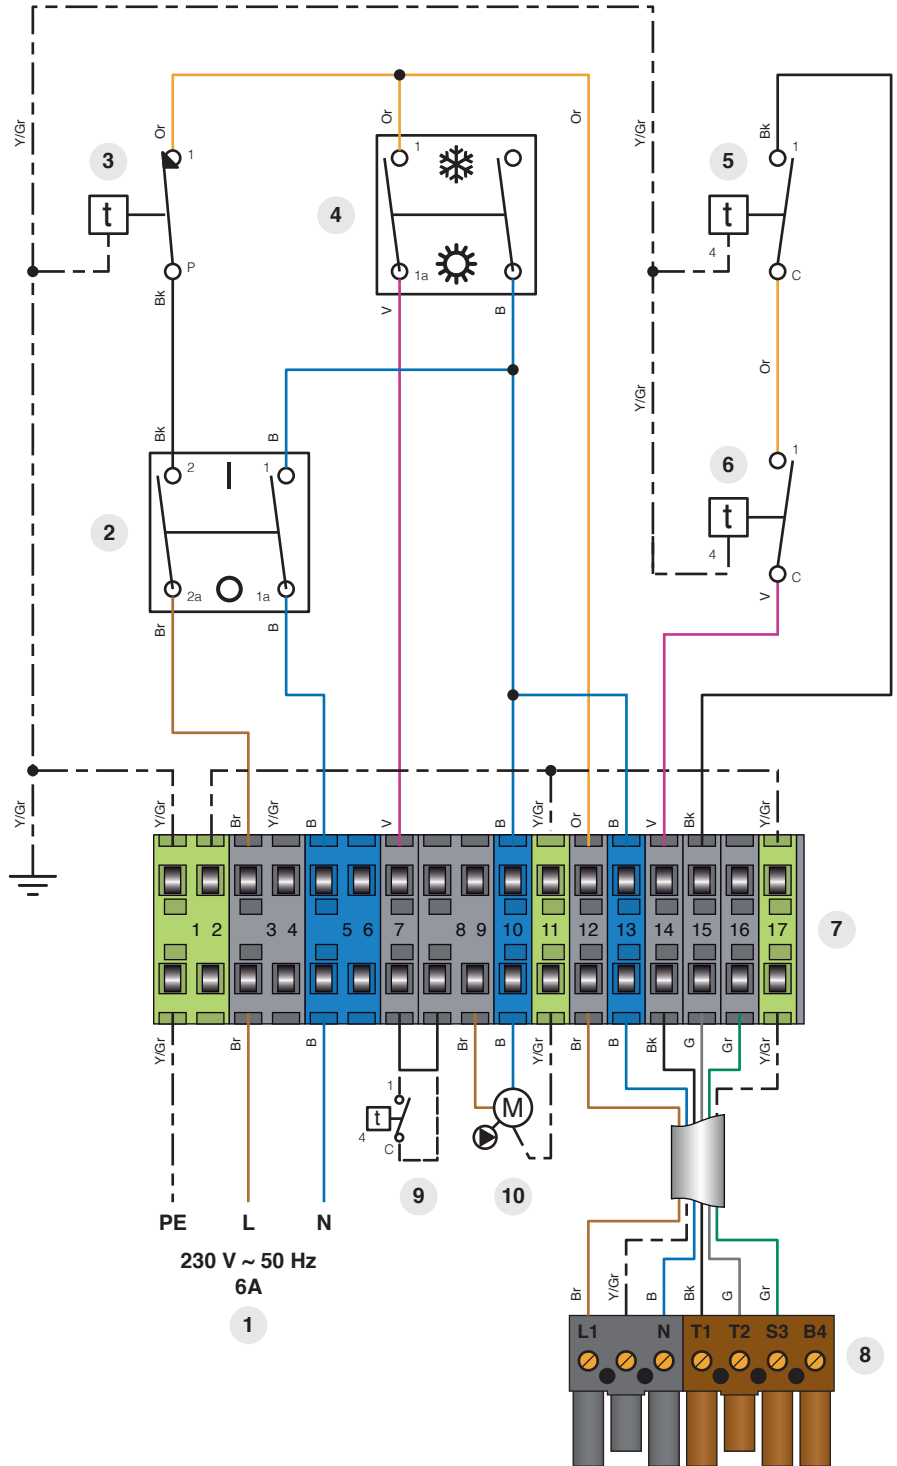 Y/Gr
Or
Or
Or
Y/Gr
Bk
3
1
t
P
Bk
4
1
1a
V
B
5
1
t
4
C
Or
Y/Gr
Bk
B
2
2
1
2a
1a
Br
B
6
1
t
4
C
V
Y/Gr
Y/Gr
Br
Y/Gr
B
V
B
Y/Gr
Or
B
V
Bk
Y/Gr
1 2 3 4 5 6 7 8 9 10 11 12 13 14 15 16 17
7
Y/Gr
Br
B
Br
B
Y/Gr
Br
B
Bk
G
Gr
Y/Gr
1
t
4
C
M
9
10
PE L N
230 V ~ 50 Hz
6A
1
Br
Y/Gr
B
Bk
G
Gr
L1 N T1 T2 S3 B4
8